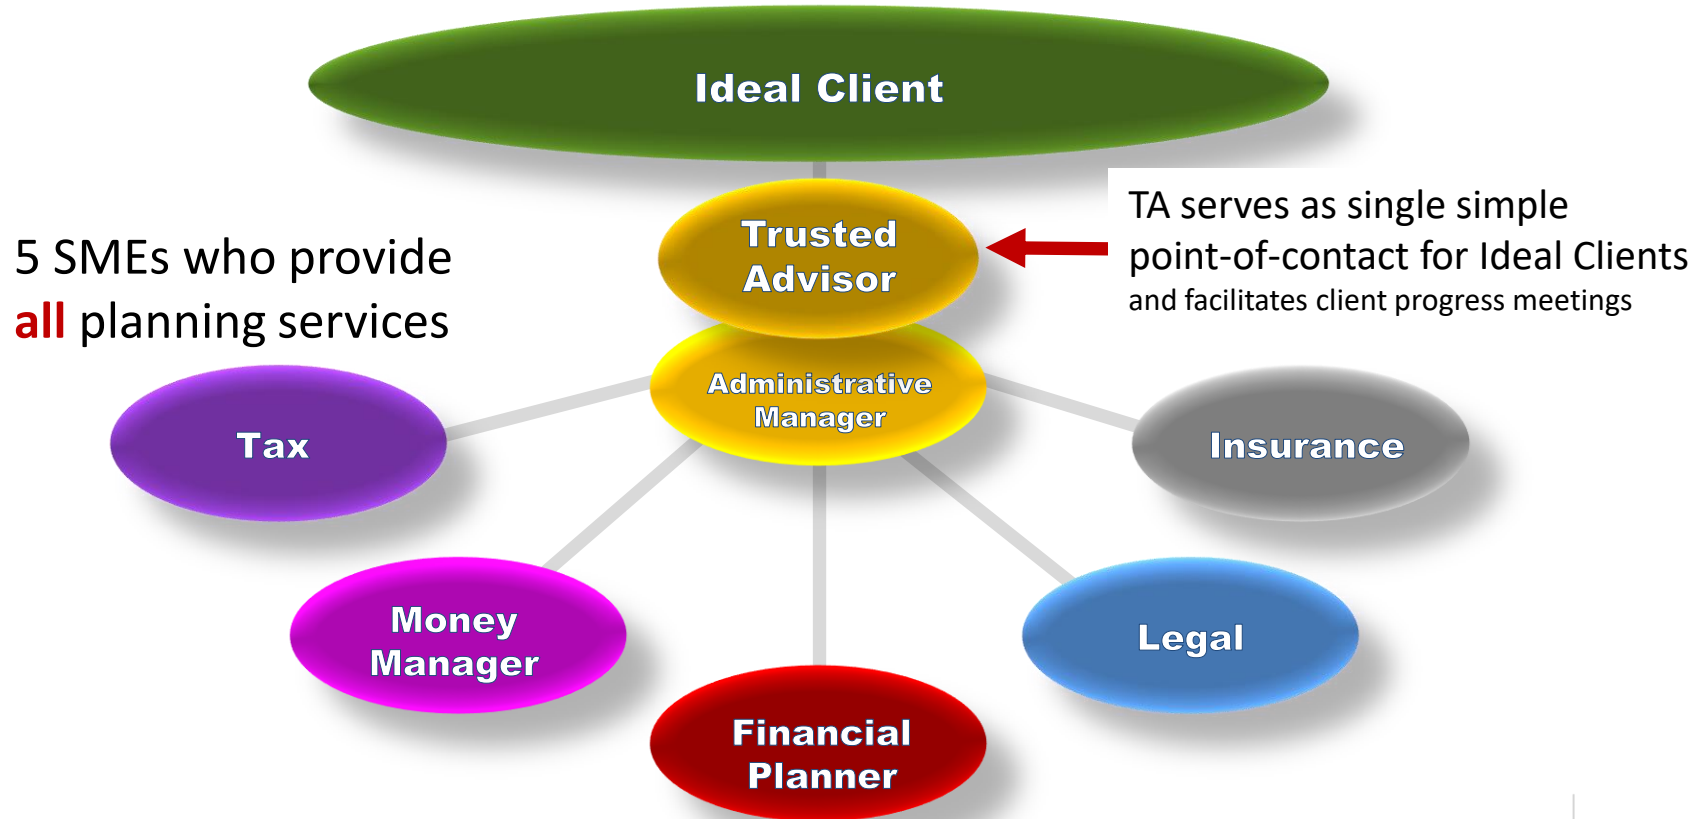 Ideal Client
Trusted
Advisor
TA serves as single simple
point-of-contact for Ideal Clients
and facilitates client progress meetings
5 SMEs who provide
all planning services
Administrative
Manager
Tax
Insurance
Money
Manager
Legal
Financial
Planner